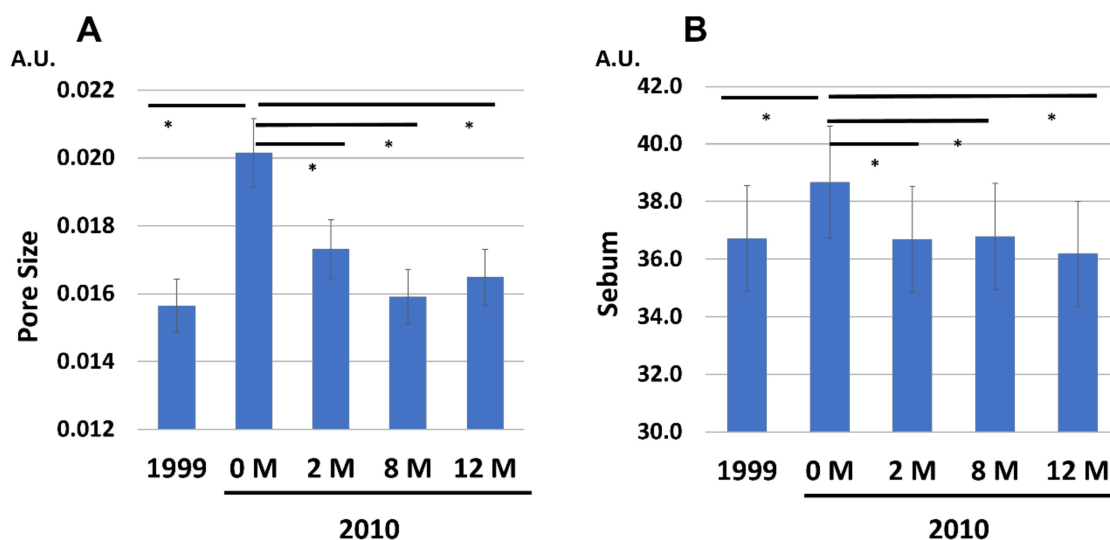 A
A.U.
0.022
0.020
0.018
0.016
0.014
0.012
Pore Size
* * *
*
1999 0 M 2 M 8 M 12 M
2010
B
A.U.
42.0
40.0
38.0
36.0
34.0
32.0
30.0
Sebum
* * *
*
1999 0 M 2 M 8 M 12 M
2010